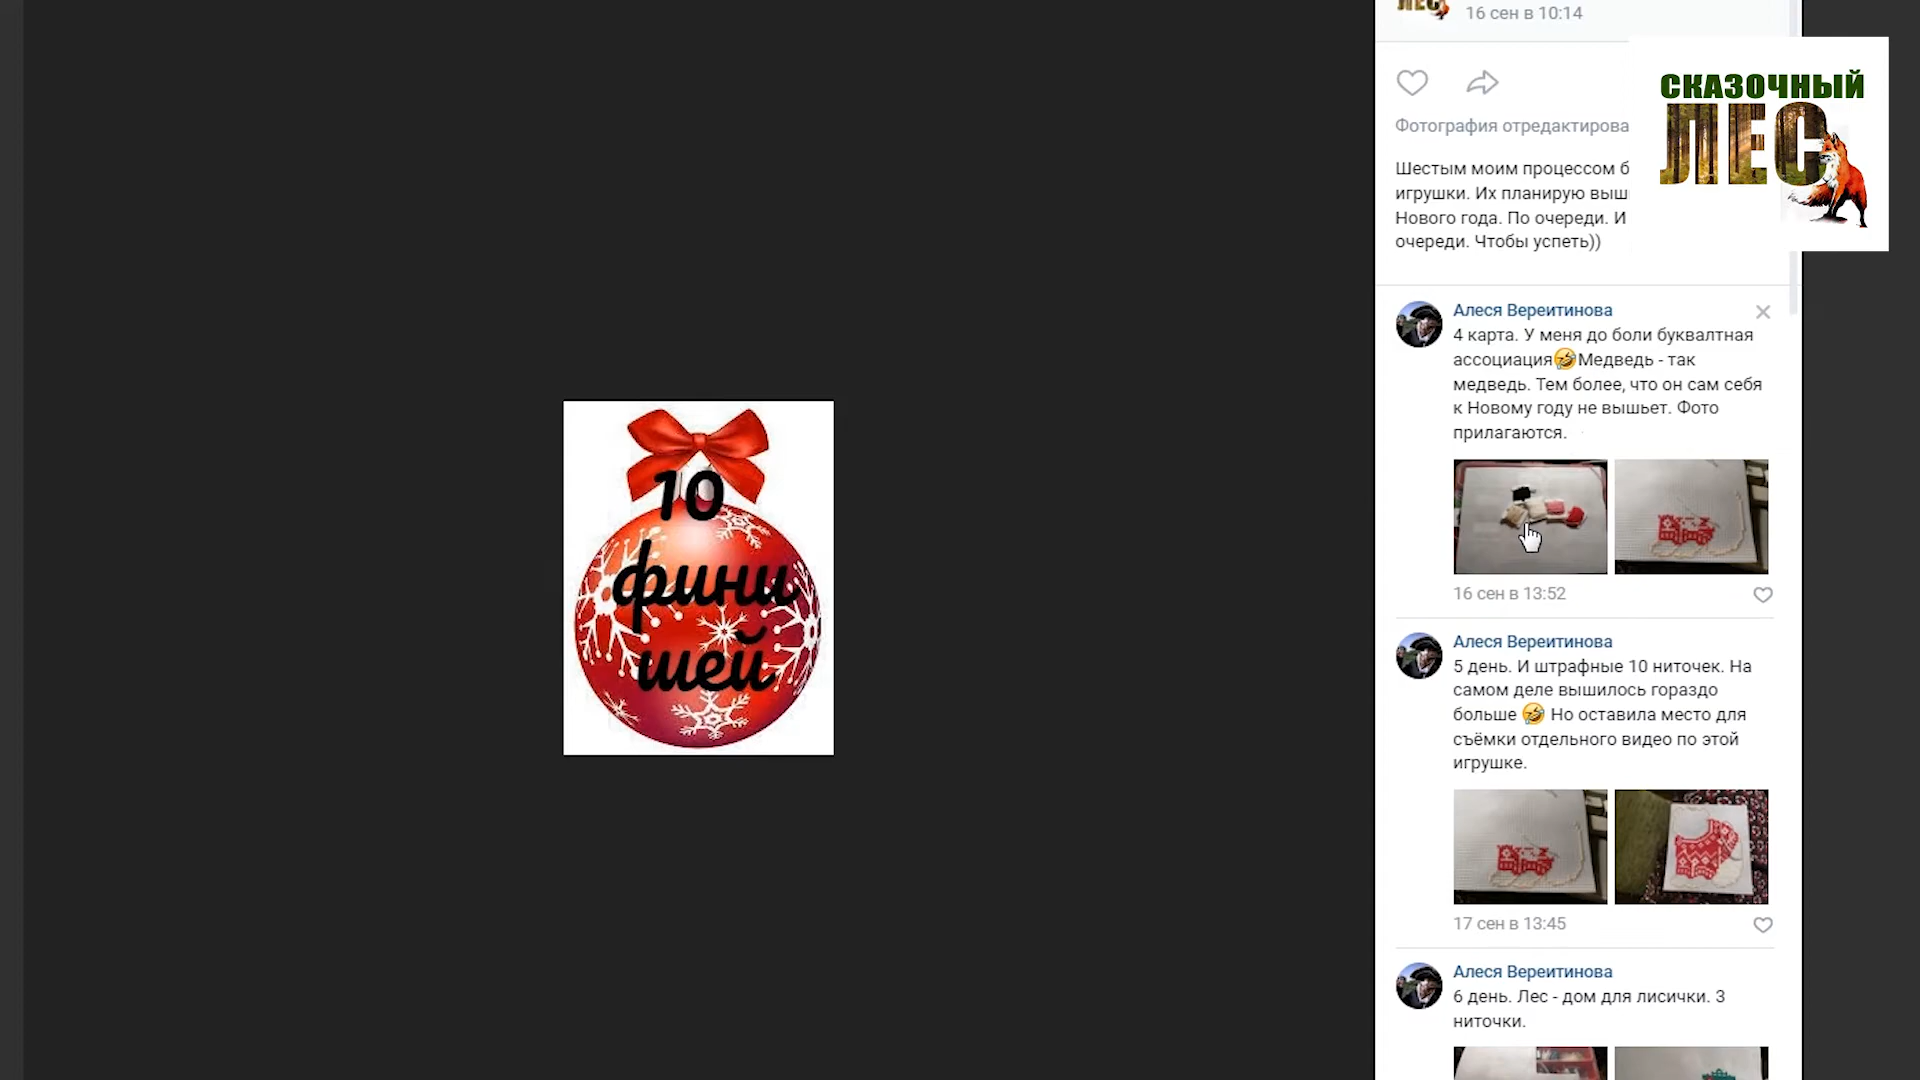 16 сен в 10:14
СКАЗОЧНЫЙ
ЛЕС
Фотография отредактирова
Шестым моим процессом б
игрушки. Их планирую выш
Нового года. По очереди. И
очереди. Чтобы успеть))
10
фини
шей
Алеся Вереитинова
4 карта. У меня до боли буквалтная
ассоциация🤣Медведь - так
медведь. Тем более, что он сам себя
к Новому году не вышьет. Фото
прилагаются.
16 сен в 13:52
Алеся Вереитинова
5 день. И штрафные 10 ниточек. На
самом деле вышилось гораздо
больше 🤣 Но оставила место для
съёмки отдельного видео по этой
игрушке.
17 сен в 13:45
Алеся Вереитинова
6 день. Лес - дом для лисички. 3
ниточки.